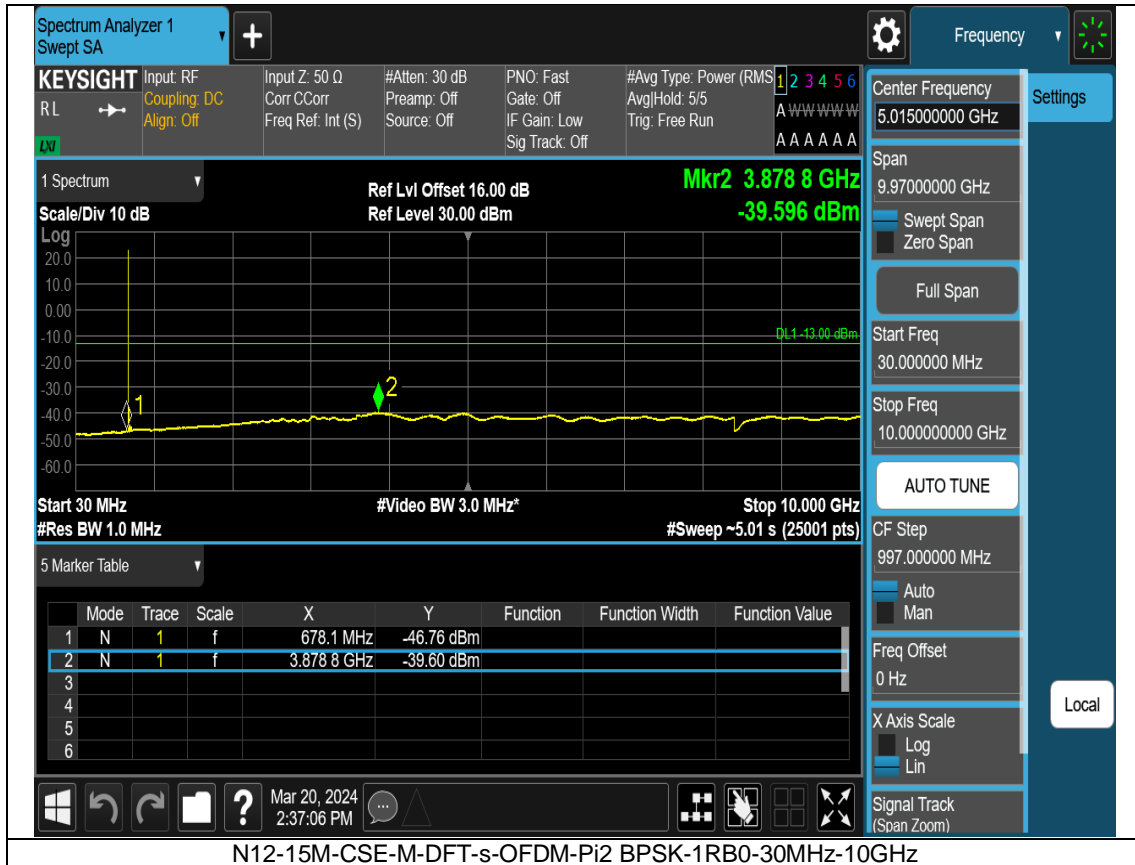 Spectrum Analyzer 1
Swept SA
Frequency
KEYSIGHT
Input: RF
Input Z: 50 Ω
#Atten: 30 dB
PNO: Fast
#Avg Type: Power (RMS
1 2 3 4 5 6
R L
Coupling: DC
Corr CCorr
Preamp: Off
Gate: Off
Avg|Hold: 5/5
A W W W W W
Align: Off
Freq Ref: Int (S)
Source: Off
IF Gain: Low
Trig: Free Run
LXI
Sig Track: Off
A A A A A A
1 Spectrum
Ref Lvl Offset 16.00 dB
Mkr2 3.878 8 GHz
Scale/Div 10 dB
Ref Level 30.00 dBm
-39.596 dBm
Log
20.0
10.0
0.00
-10.0
DL1 -13.00 dBm
-20.0
-30.0
-40.0
-50.0
-60.0
1
2
Start 30 MHz
#Video BW 3.0 MHz*
Stop 10.000 GHz
#Res BW 1.0 MHz
#Sweep ~5.01 s (25001 pts)
5 Marker Table
Mode Trace Scale X Y Function Function Width Function Value
1 N 1 f 678.1 MHz -46.76 dBm
2 N 1 f 3.878 8 GHz -39.60 dBm
3
4
5
6
Mar 20, 2024
2:37:06 PM
?
Center Frequency
5.015000000 GHz
Settings
Span
9.97000000 GHz
Swept Span
Zero Span
Full Span
Start Freq
30.000000 MHz
Stop Freq
10.000000000 GHz
AUTO TUNE
CF Step
997.000000 MHz
Auto
Man
Freq Offset
0 Hz
Local
X Axis Scale
Log
Lin
Signal Track
(Span Zoom)
N12-15M-CSE-M-DFT-s-OFDM-Pi2 BPSK-1RB0-30MHz-10GHz